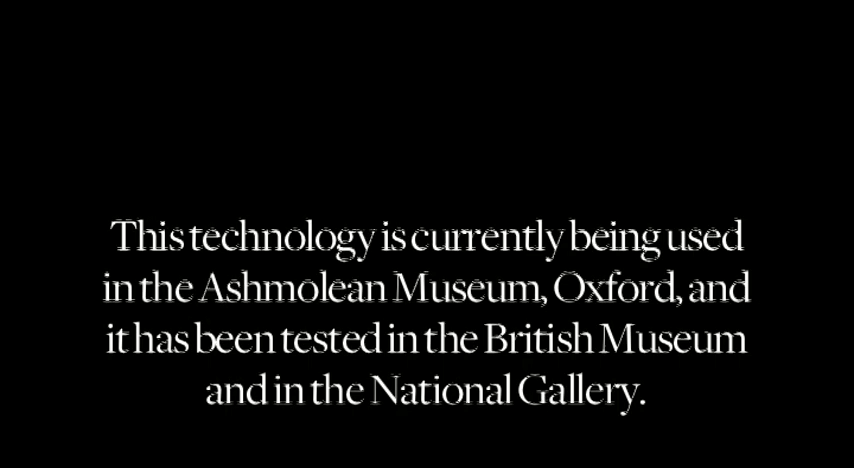 This technology is currently being used
in the Ashmolean Museum, Oxford, and
it has been tested in the British Museum
and in the National Gallery.